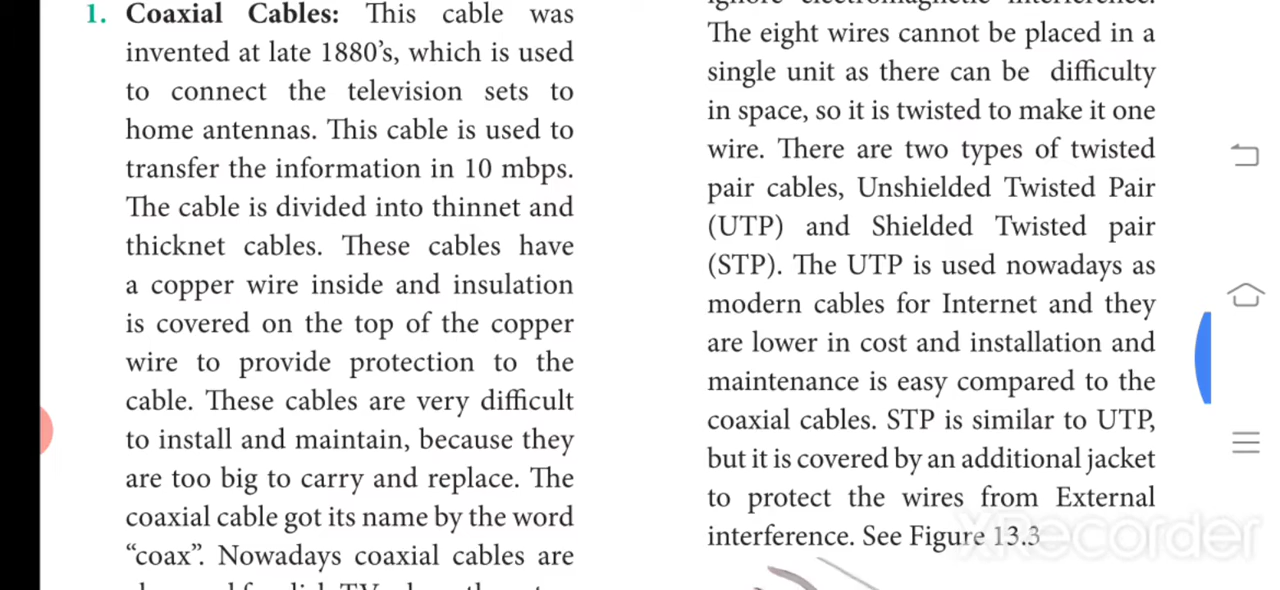 1. Coaxial Cables: This cable was
invented at late 1880’s, which is used
to connect the television sets to
home antennas. This cable is used to
transfer the information in 10 mbps.
The cable is divided into thinnet and
thicknet cables. These cables have
a copper wire inside and insulation
is covered on the top of the copper
wire to provide protection to the
cable. These cables are very difficult
to install and maintain, because they
are too big to carry and replace. The
coaxial cable got its name by the word
“coax”. Nowadays coaxial cables are
The eight wires cannot be placed in a
single unit as there can be difficulty
in space, so it is twisted to make it one
wire. There are two types of twisted
pair cables, Unshielded Twisted Pair
(UTP) and Shielded Twisted pair
(STP). The UTP is used nowadays as
modern cables for Internet and they
are lower in cost and installation and
maintenance is easy compared to the
coaxial cables. STP is similar to UTP,
but it is covered by an additional jacket
to protect the wires from External
interference. See Figure 13.3
XRecorder